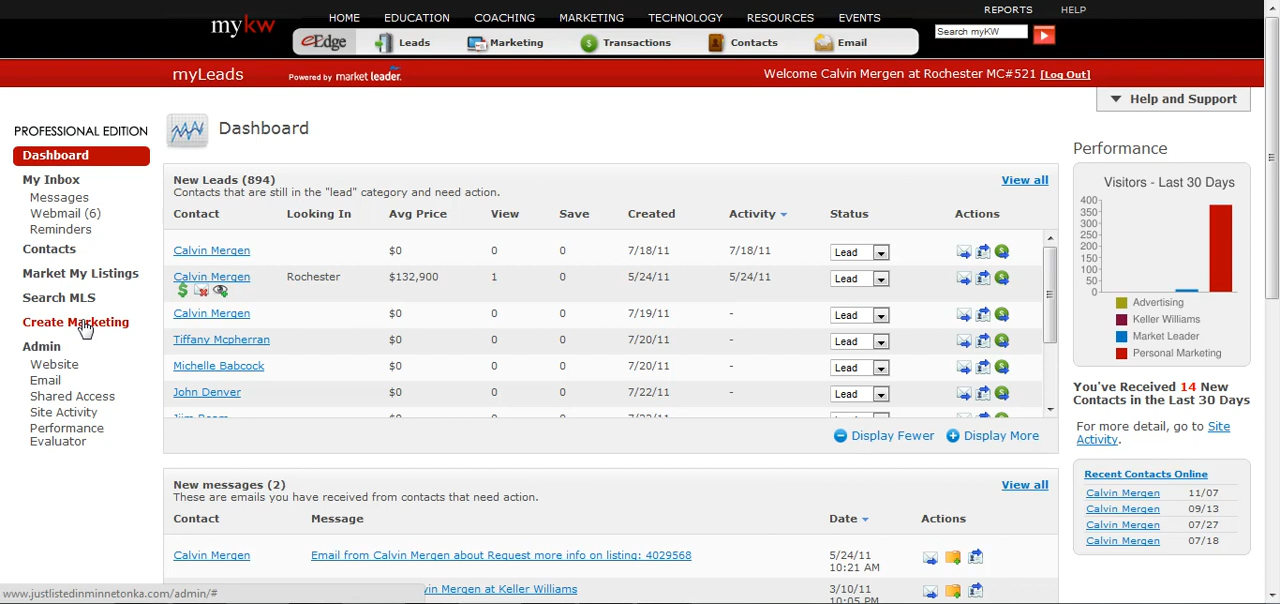 REPORTS HELP
mykw
HOME EDUCATION COACHING MARKETING TECHNOLOGY RESOURCES EVENTS
Search myKW
eEdge Leads Marketing Transactions Contacts Email
myLeads Powered by market leader. Welcome Calvin Mergen at Rochester MC#521 [Log Out]
Help and Support
PROFESSIONAL EDITION
Dashboard
My Inbox
Messages
Webmail (6)
Reminders
Contacts
Market My Listings
Search MLS
Create Marketing
Admin
Website
Email
Shared Access
Site Activity
Performance
Evaluator
Dashboard
New Leads (894) View all
Contacts that are still in the "lead" category and need action.
Contact Looking In Avg Price View Save Created Activity Status Actions
Calvin Mergen $0 0 0 7/18/11 7/18/11 Lead
Calvin Mergen Rochester $132,900 1 0 5/24/11 5/24/11 Lead
Calvin Mergen $0 0 0 7/19/11 - Lead
Tiffany Mcpherran $0 0 0 7/20/11 - Lead
Michelle Babcock $0 0 0 7/20/11 - Lead
John Denver $0 0 0 7/22/11 - Lead
Display Fewer Display More
New messages (2) View all
These are emails you have received from contacts that need action.
Contact Message Date Actions
Calvin Mergen Email from Calvin Mergen about Request more info on listing: 4029568 5/24/11
10:21 AM
vin Mergen at Keller Williams 3/10/11
10:05 PM
Performance
Visitors - Last 30 Days
400
350
300
250
200
150
100
50
0
Advertising
Keller Williams
Market Leader
Personal Marketing
You've Received 14 New
Contacts in the Last 30 Days
For more detail, go to Site
Activity.
Recent Contacts Online
Calvin Mergen 11/07
Calvin Mergen 09/13
Calvin Mergen 07/27
Calvin Mergen 07/18
www.justlistedinminnetonka.com/admin/#